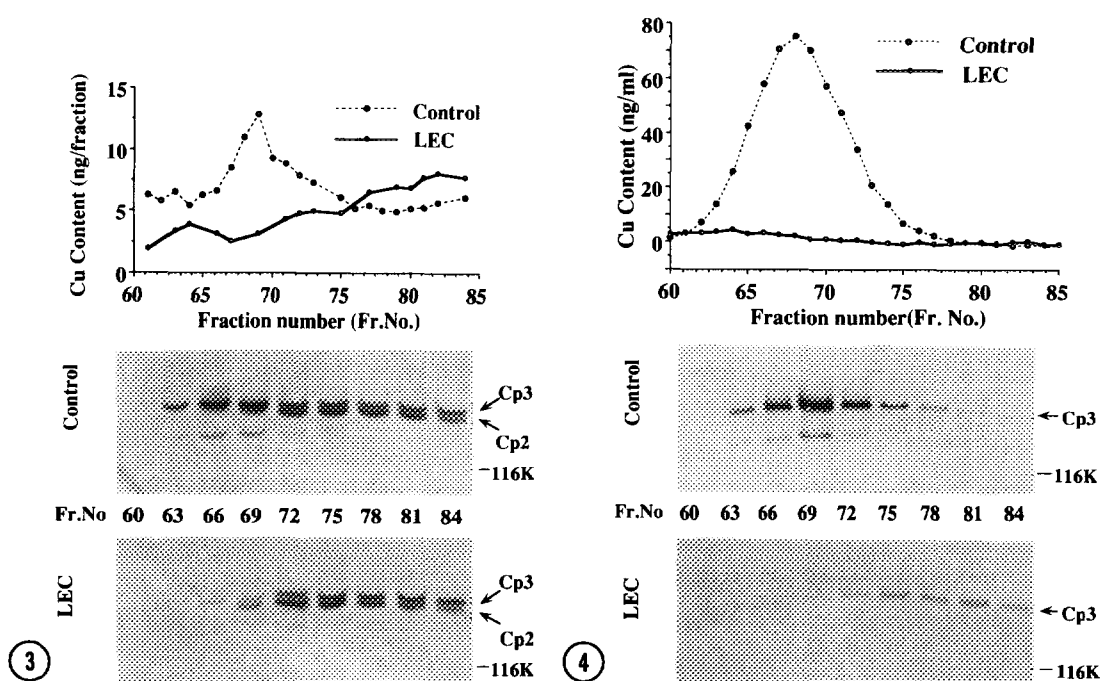 Cu Content (ng/fraction)
15
10
5
0
Control
LEC
60 65 70 75 80 85
Fraction number (Fr.No.)
Control
Cp3
Cp2
-116K
Fr.No 60 63 66 69 72 75 78 81 84
LEC
Cp3
Cp2
-116K
3
Cu Content (ng/ml)
80
60
40
20
0
Control
LEC
60 65 70 75 80 85
Fraction number(Fr. No.)
Control
Cp3
-116K
Fr.No 60 63 66 69 72 75 78 81 84
LEC
Cp3
-116K
4